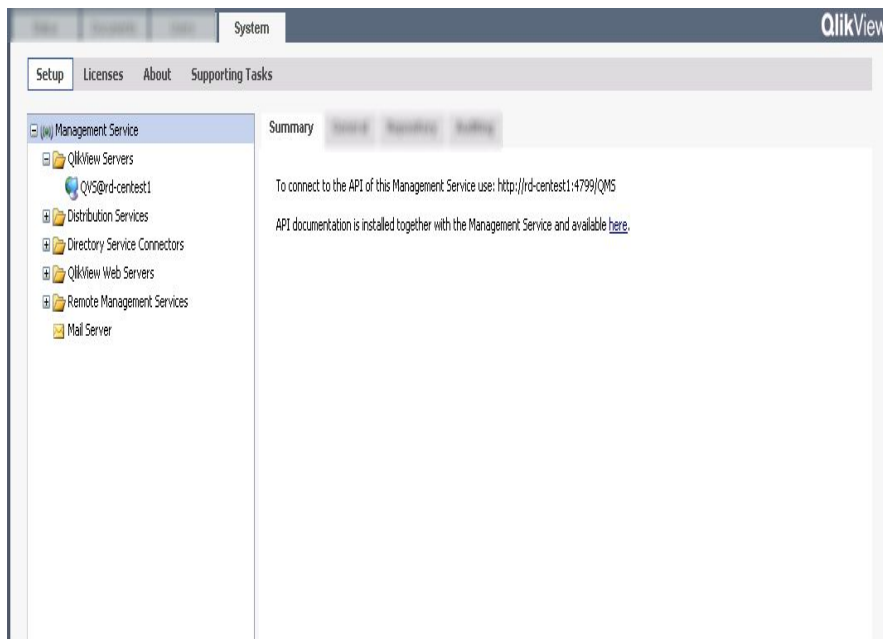 System
QlikView
Setup Licenses About Supporting Tasks
Management Service
QlikView Servers
QVS@rd-centest1
Distribution Services
Directory Service Connectors
QlikView Web Servers
Remote Management Services
Mail Server
Summary
To connect to the API of this Management Service use: http://rd-centest1:4799/QMS
API documentation is installed together with the Management Service and available here.